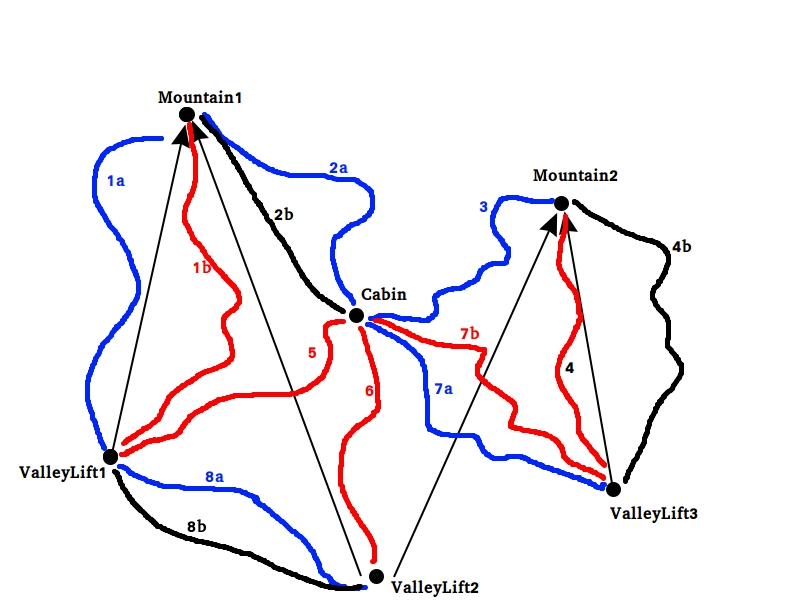 Mountain1
1a
2a
Mountain2
3
2b
4b
1b
Cabin
7b
5
4
6
7a
ValleyLift1
8a
ValleyLift3
8b
ValleyLift2